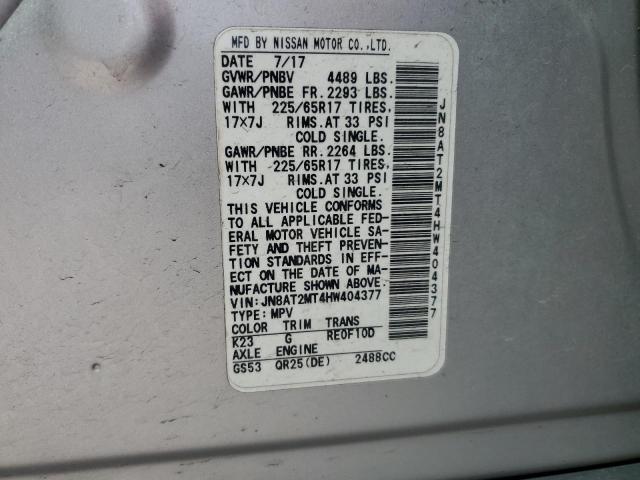 MFD BY NISSAN MOTOR CO.,LTD.
DATE 7/17
GVWR/PNBV 4489 LBS.
GAWR/PNBE FR. 2293 LBS.
WITH 225/65R17 TIRES,
17x7J RIMS. AT 33 PSI
COLD SINGLE.
GAWR/PNBE RR. 2264 LBS.
WITH 225/65R17 TIRES,
17x7J RIMS. AT 33 PSI
COLD SINGLE.
THIS VEHICLE CONFORMS
TO ALL APPLICABLE FED-
ERAL MOTOR VEHICLE SA-
FETY AND THEFT PREVEN-
TION STANDARDS IN EFF-
ECT ON THE DATE OF MA-
NUFACTURE SHOWN ABOVE.
VIN: JN8AT2MT4HW404377
TYPE: MPV
COLOR TRIM TRANS
K23 G RE0F10D
AXLE ENGINE
GS53 QR25(DE) 2488CC
JN8AT2MT4HW404377